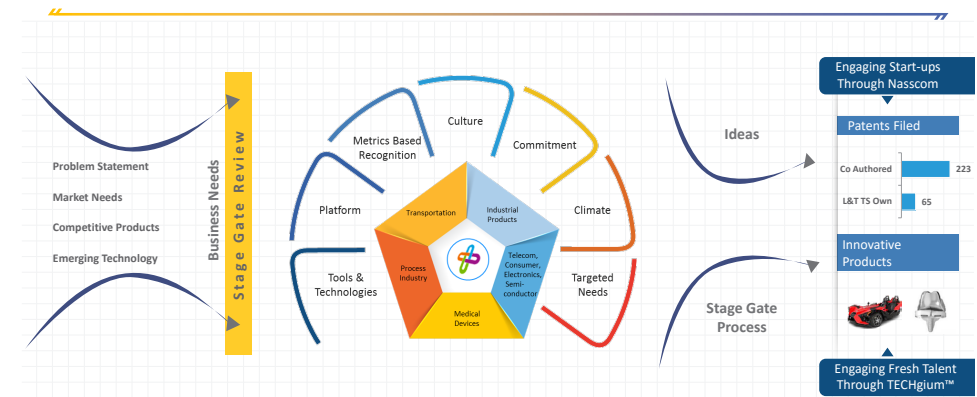 Problem Statement
Market Needs
Competitive Products
Emerging Technology
Business Needs
Stage Gate Review
Culture
Metrics Based
Recognition
Commitment
Platform
Climate
Tools &
Technologies
Targeted
Needs
Transportation
Industrial
Products
Process
Industry
Telecom,
Consumer,
Electronics,
Semi-
conductor
Medical
Devices
Ideas
Stage Gate
Process
Engaging Start-ups
Through Nasscom
Patents Filed
Co Authored 223
L&T TS Own 65
Innovative
Products
Engaging Fresh Talent
Through TECHgium™